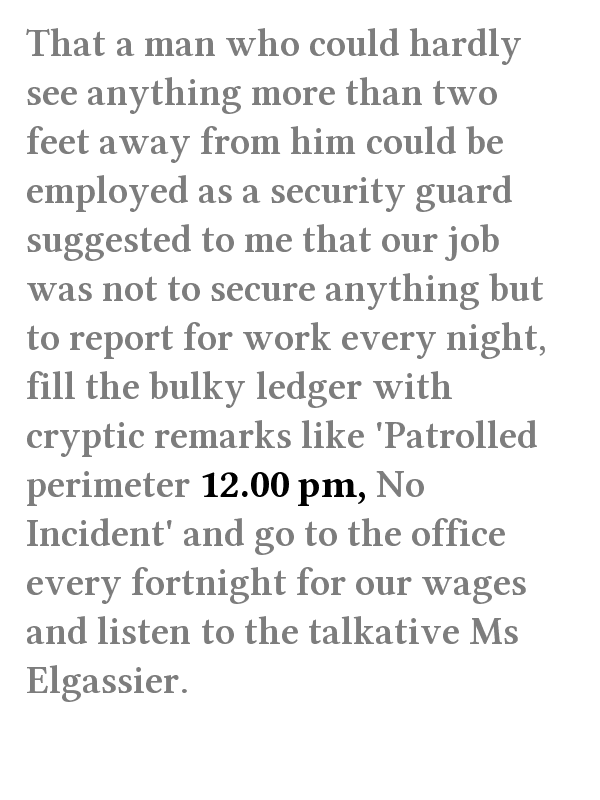 That a man who could hardly
see anything more than two
feet away from him could be
employed as a security guard
suggested to me that our job
was not to secure anything but
to report for work every night,
fill the bulky ledger with
cryptic remarks like 'Patrolled
perimeter 12.00 pm, No
Incident' and go to the office
every fortnight for our wages
and listen to the talkative Ms
Elgassier.